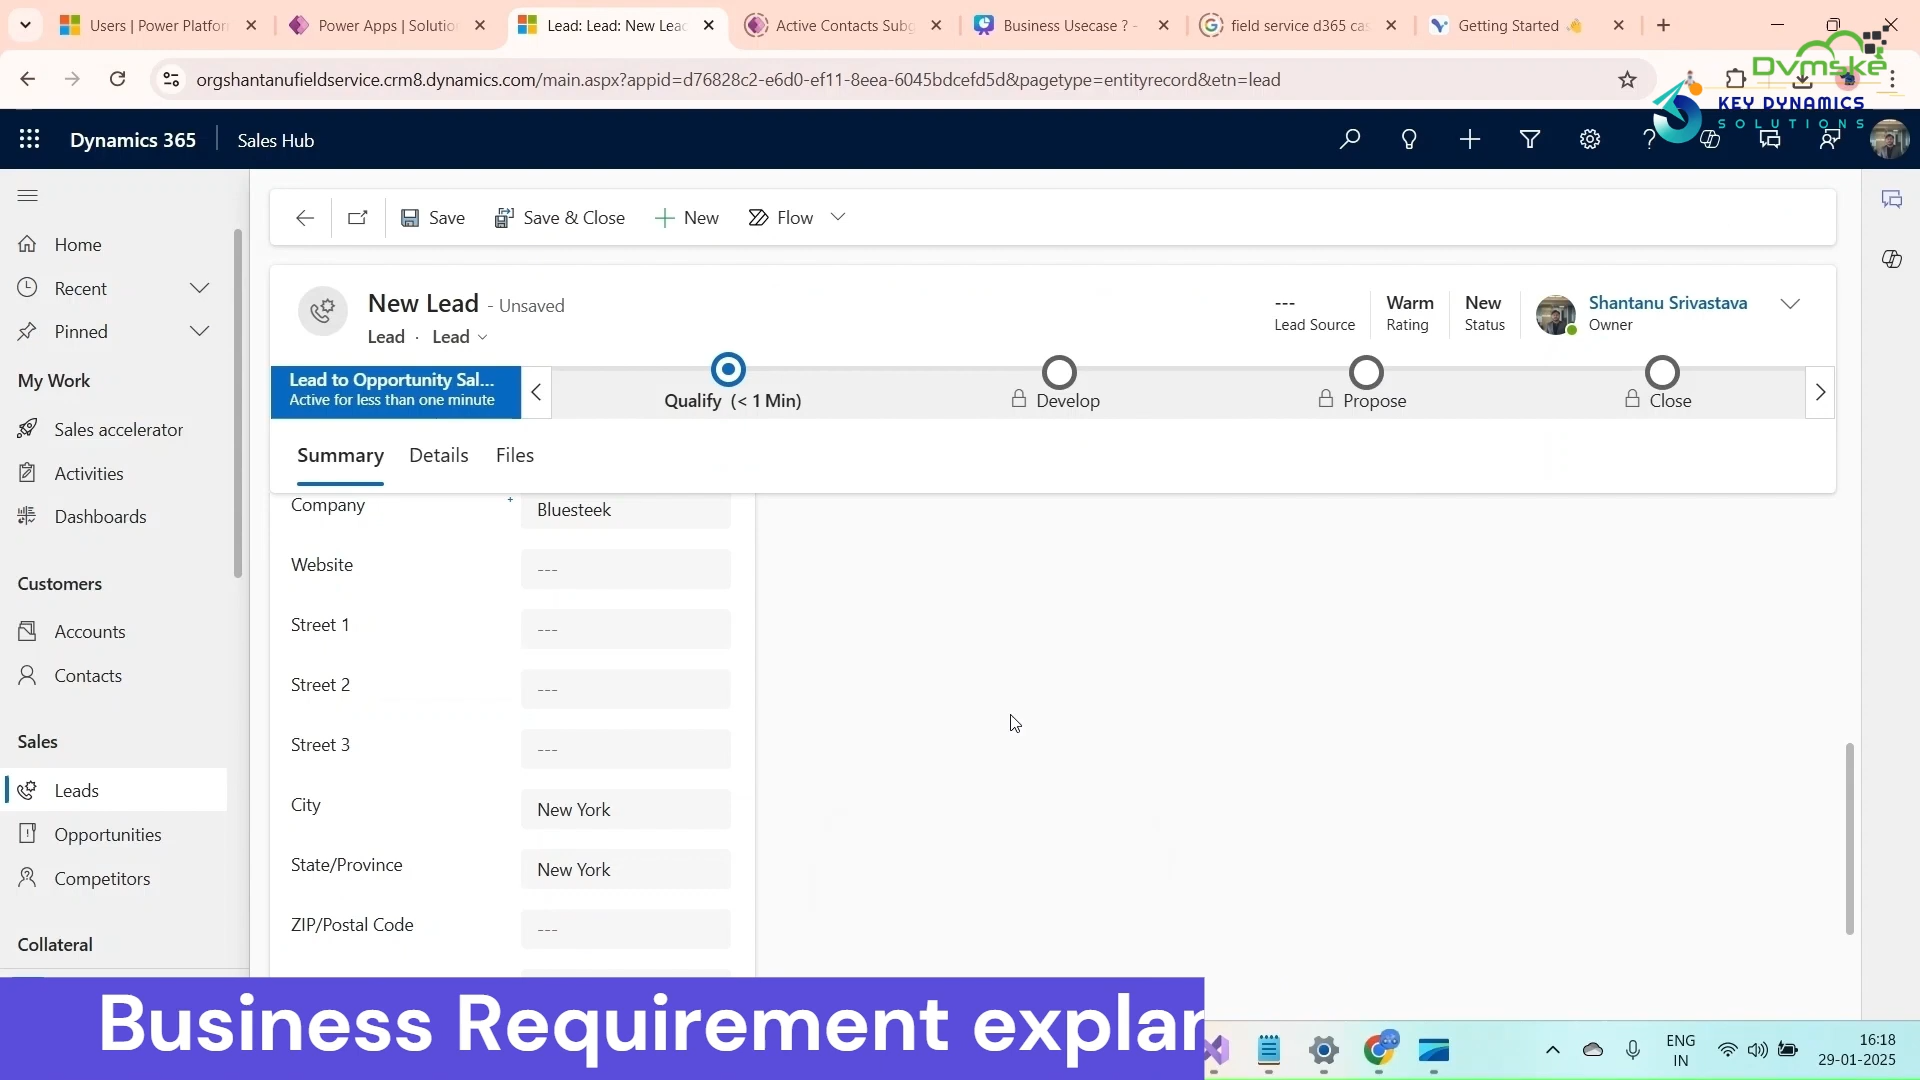 Users | Power Platform
Power Apps | Solution
Lead: Lead: New Lead
Active Contacts Subg
Business Usecase ? -
field service d365 cas
Getting Started 👋
orgshantanufieldservice.crm8.dynamics.com/main.aspx?appid=d76828c2-e6d0-ef11-8eea-6045bdcefd5d&pagetype=entityrecord&etn=lead
Dvmske
KEY DYNAMICS
SOLUTIONS
Dynamics 365
Sales Hub
Save
Save & Close
New
Flow
Home
Recent
Pinned
My Work
Sales accelerator
Activities
Dashboards
Customers
Accounts
Contacts
Sales
Leads
Opportunities
Competitors
Collateral
New Lead - Unsaved
Lead · Lead
---
Lead Source
Warm
Rating
New
Status
Shantanu Srivastava
Owner
Lead to Opportunity Sal...
Active for less than one minute
Qualify (< 1 Min)
Develop
Propose
Close
Summary
Details
Files
Company + Bluesteek
Website ---
Street 1 ---
Street 2 ---
Street 3 ---
City New York
State/Province New York
ZIP/Postal Code ---
Business Requirement explan
ENG
IN
16:18
29-01-2025